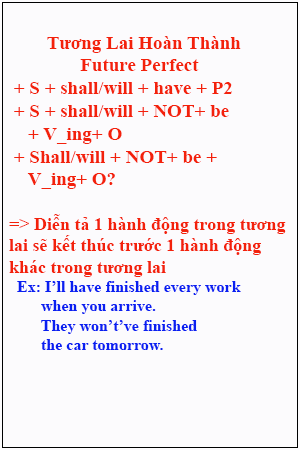 Tương Lai Hoàn Thành
Future Perfect
+ S + shall/will + have + P2
+ S + shall/will + NOT+ be
+ V_ing+ O
+ Shall/will + NOT+ be +
V_ing+ O?
=> Diễn tả 1 hành động trong tương
lai sẽ kết thúc trước 1 hành động
khác trong tương lai
Ex: I'll have finished every work
when you arrive.
They won't've finished
the car tomorrow.